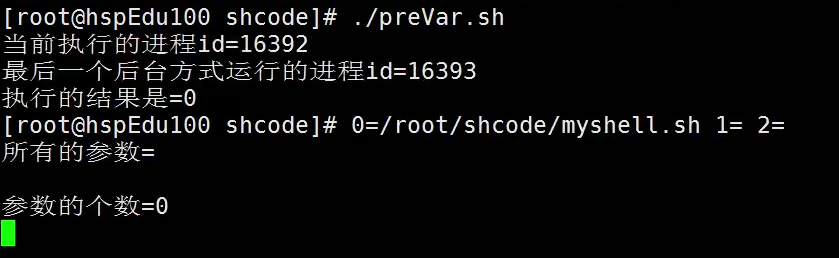 [root@hspEdu100 shcode]# ./preVar.sh
当前执行的进程id=16392
最后一个后台方式运行的进程id=16393
执行的结果是=0
[root@hspEdu100 shcode]# 0=/root/shcode/myshell.sh 1= 2=
所有的参数=
参数的个数=0